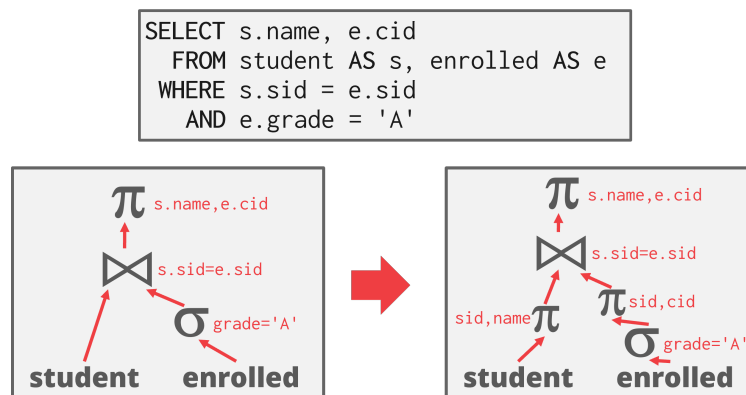 SELECT s.name, e.cid
FROM student AS s, enrolled AS e
WHERE s.sid = e.sid
AND e.grade = 'A'
π s.name,e.cid
⋈ s.sid=e.sid
σ grade='A'
student enrolled
π s.name,e.cid
⋈ s.sid=e.sid
sid,name π π sid,cid
σ grade='A'
student enrolled